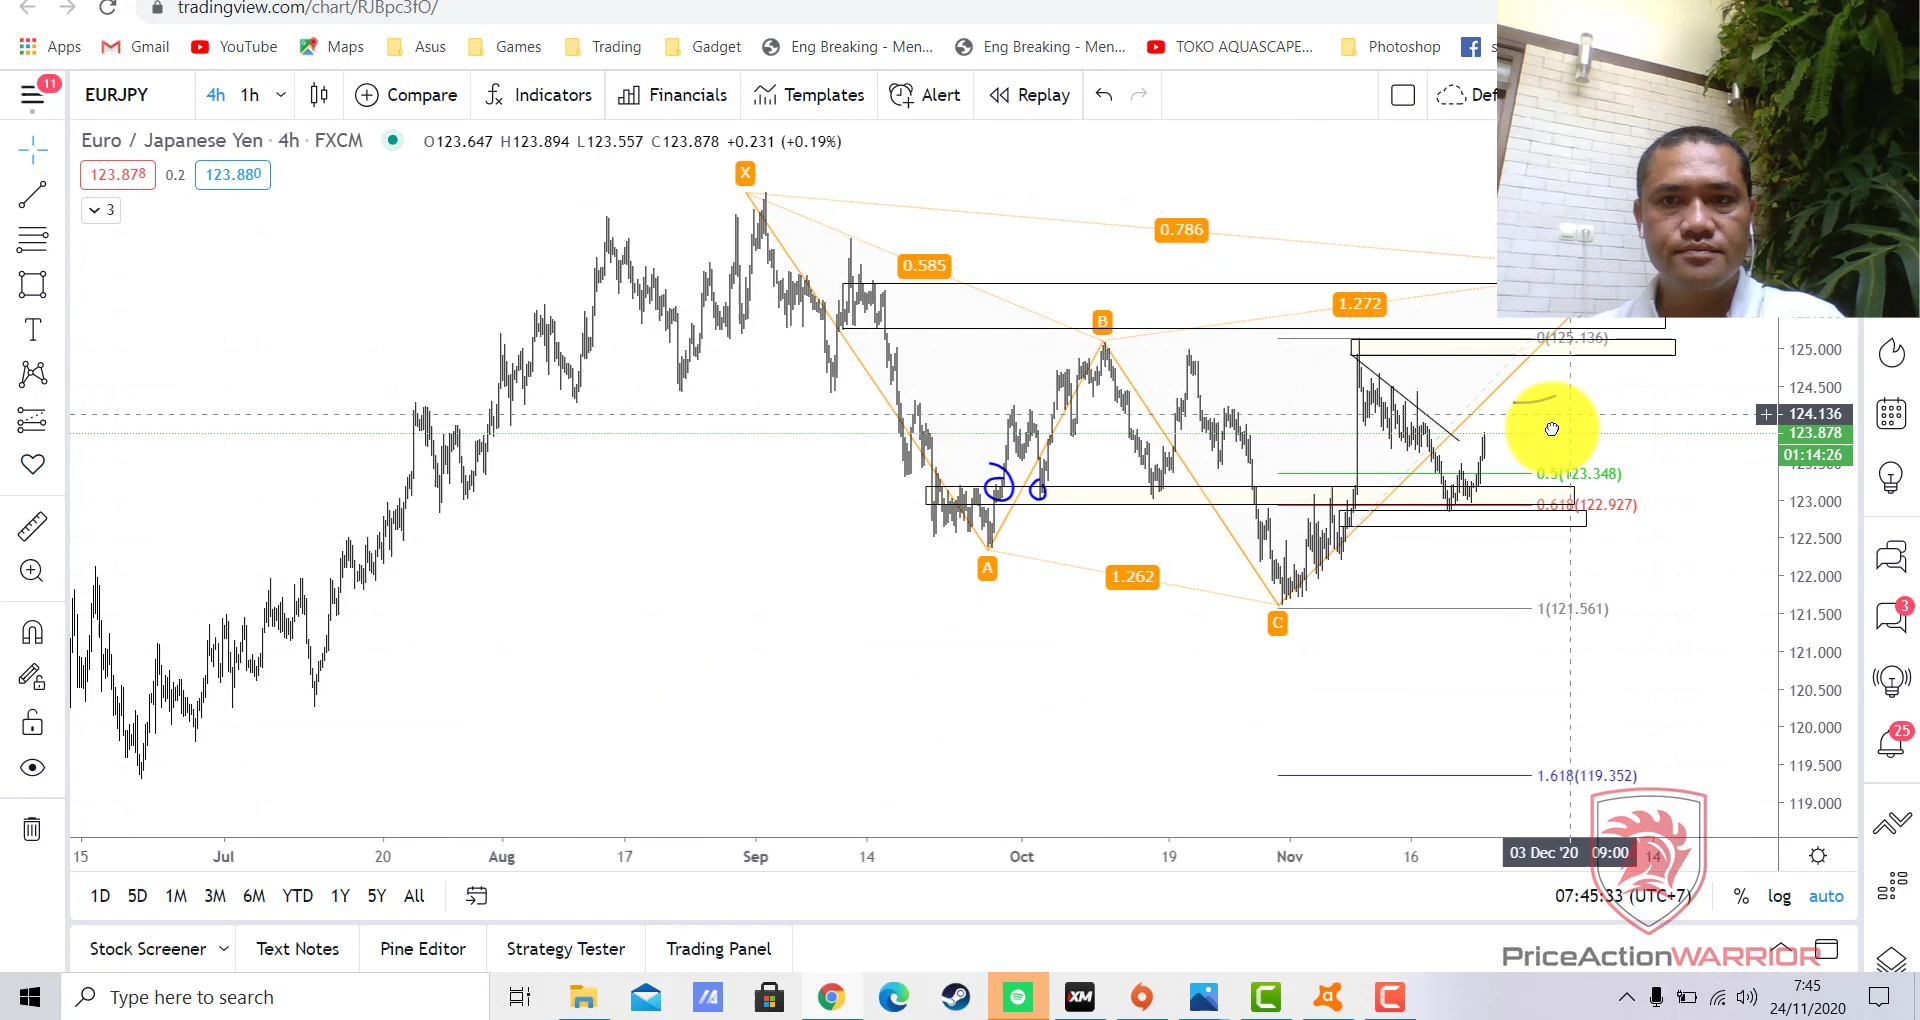 tradingview.com/chart/RJBpc3fO/
Apps Gmail YouTube Maps Asus Games Trading Gadget Eng Breaking - Men... Eng Breaking - Men... TOKO AQUASCAPE... Photoshop s
11
EURJPY 4h 1h Compare Indicators Financials Templates Alert Replay Def
Euro / Japanese Yen · 4h · FXCM O123.647 H123.894 L123.557 C123.878 +0.231 (+0.19%)
123.878 0.2 123.880
3
X
0.786
0.585
1.272
B
0(125.136)
125.000
124.500
124.136
123.878
01:14:26
0.5(123.348)
123.000
0.618(122.927)
122.500
A
1.262
122.000
1(121.561)
121.500
C
3
121.000
120.500
120.000
25
1.618(119.352)
119.500
119.000
15 Jul 20 Aug 17 Sep 14 Oct 19 Nov 16 03 Dec '20 09:00 14
1D 5D 1M 3M 6M YTD 1Y 5Y All 07:45:33 (UTC+7) % log auto
Stock Screener Text Notes Pine Editor Strategy Tester Trading Panel
PriceActionWARRIOR
Type here to search
XM
7:45
24/11/2020